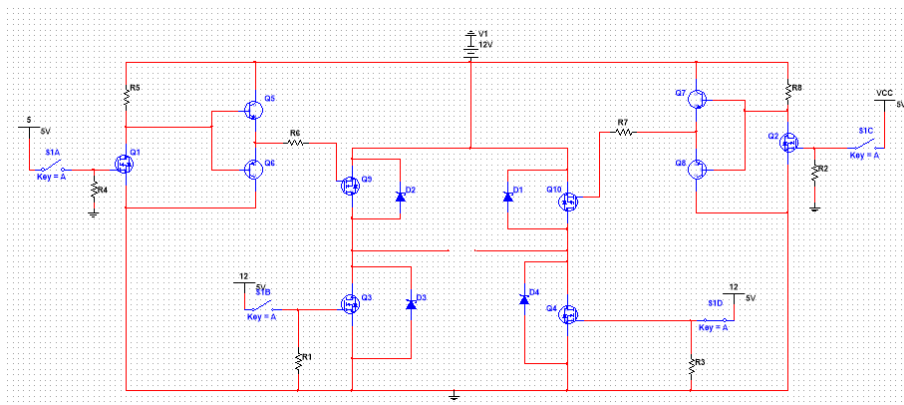 V1
12V
R5
Q5
Q7
R8
VCC
5
5V
5V
R6
R7
Q2
S1C
S1A
Q1
Key = A
Key = A
Q6
Q8
R4
R2
Q9
D2
D1
Q10
12
5V
S1B
Key = A
Q3
D3
D4
Q4
12
5V
S1D
Key = A
R1
R3